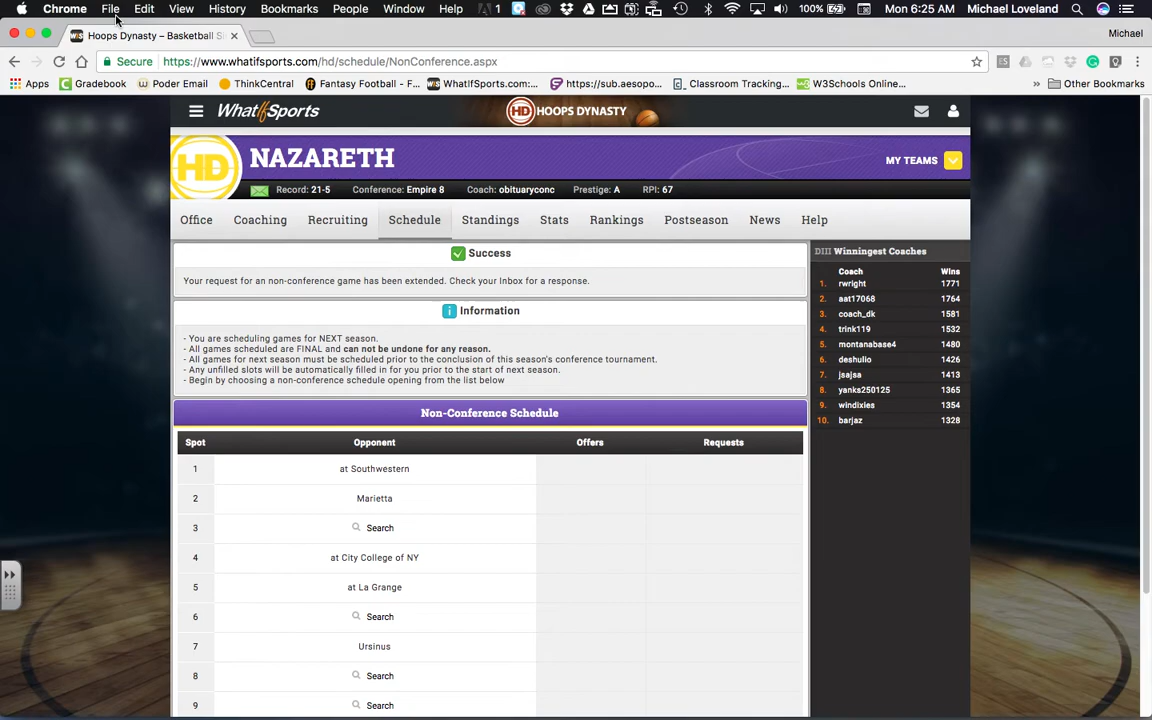 Chrome File Edit View History Bookmarks People Window Help 1 100% Mon 6:25 AM Michael Loveland
Hoops Dynasty – Basketball Si Michael
Secure https://www.whatifsports.com/hd/schedule/NonConference.aspx
Apps Gradebook Poder Email ThinkCentral Fantasy Football - F... WhatIfSports.com:... https://sub.aesopo... Classroom Tracking... W3Schools Online... » Other Bookmarks
WhatifSports HD HOOPS DYNASTY
HD NAZARETH MY TEAMS
Record: 21-5 Conference: Empire 8 Coach: obituaryconc Prestige: A RPI: 67
Office Coaching Recruiting Schedule Standings Stats Rankings Postseason News Help
Success
Your request for an non-conference game has been extended. Check your Inbox for a response.
Information
- You are scheduling games for NEXT season.
- All games scheduled are FINAL and can not be undone for any reason.
- All games for next season must be scheduled prior to the conclusion of this season's conference tournament.
- Any unfilled slots will be automatically filled in for you prior to the start of next season.
- Begin by choosing a non-conference schedule opening from the list below
Non-Conference Schedule
Spot Opponent Offers Requests
1 at Southwestern
2 Marietta
3 Search
4 at City College of NY
5 at La Grange
6 Search
7 Ursinus
8 Search
9 Search
DIII Winningest Coaches
Coach Wins
1. rwright 1771
2. aat17068 1764
3. coach_dk 1581
4. trink119 1532
5. montanabase4 1480
6. deshulio 1426
7. jsajsa 1413
8. yanks250125 1365
9. windixies 1354
10. barjaz 1328